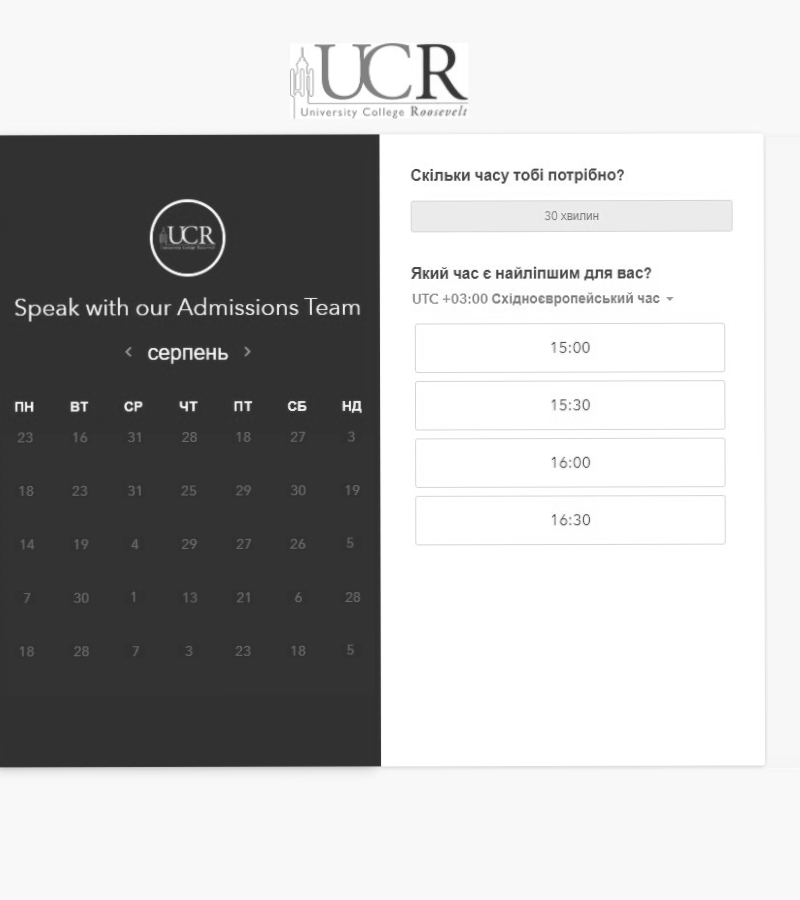 UCR
University College Roosevelt
UCR
Speak with our Admissions Team
серпень
ПН ВТ СР ЧТ ПТ СБ НД
23 16 31 28 18 27 3
18 23 31 25 29 30 19
14 19 4 29 27 26 5
7 30 1 13 21 6 28
18 28 7 3 23 18 5
Скільки часу тобі потрібно?
30 хвилин
Який час є найліпшим для вас?
UTC +03:00 Східноєвропейський час
15:00
15:30
16:00
16:30